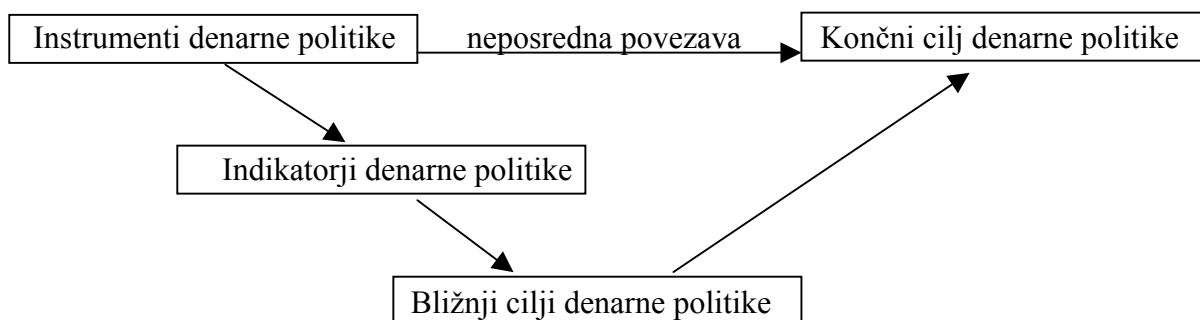 Instrumenti denarne politike
neposredna povezava
Končni cilj denarne politike
Indikatorji denarne politike
Bližnji cilji denarne politike